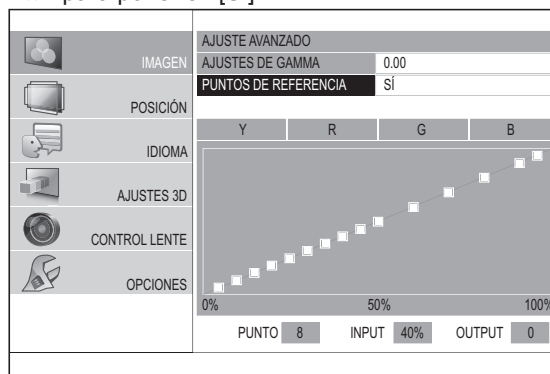 IMAGEN
POSICIÓN
IDIOMA
AJUSTES 3D
CONTROL LENTE
OPCIONES
AJUSTE AVANZADO
AJUSTES DE GAMMA 0.00
PUNTOS DE REFERENCIA SÍ
Y R G B
0% 50% 100%
PUNTO 8 INPUT 40% OUTPUT 0